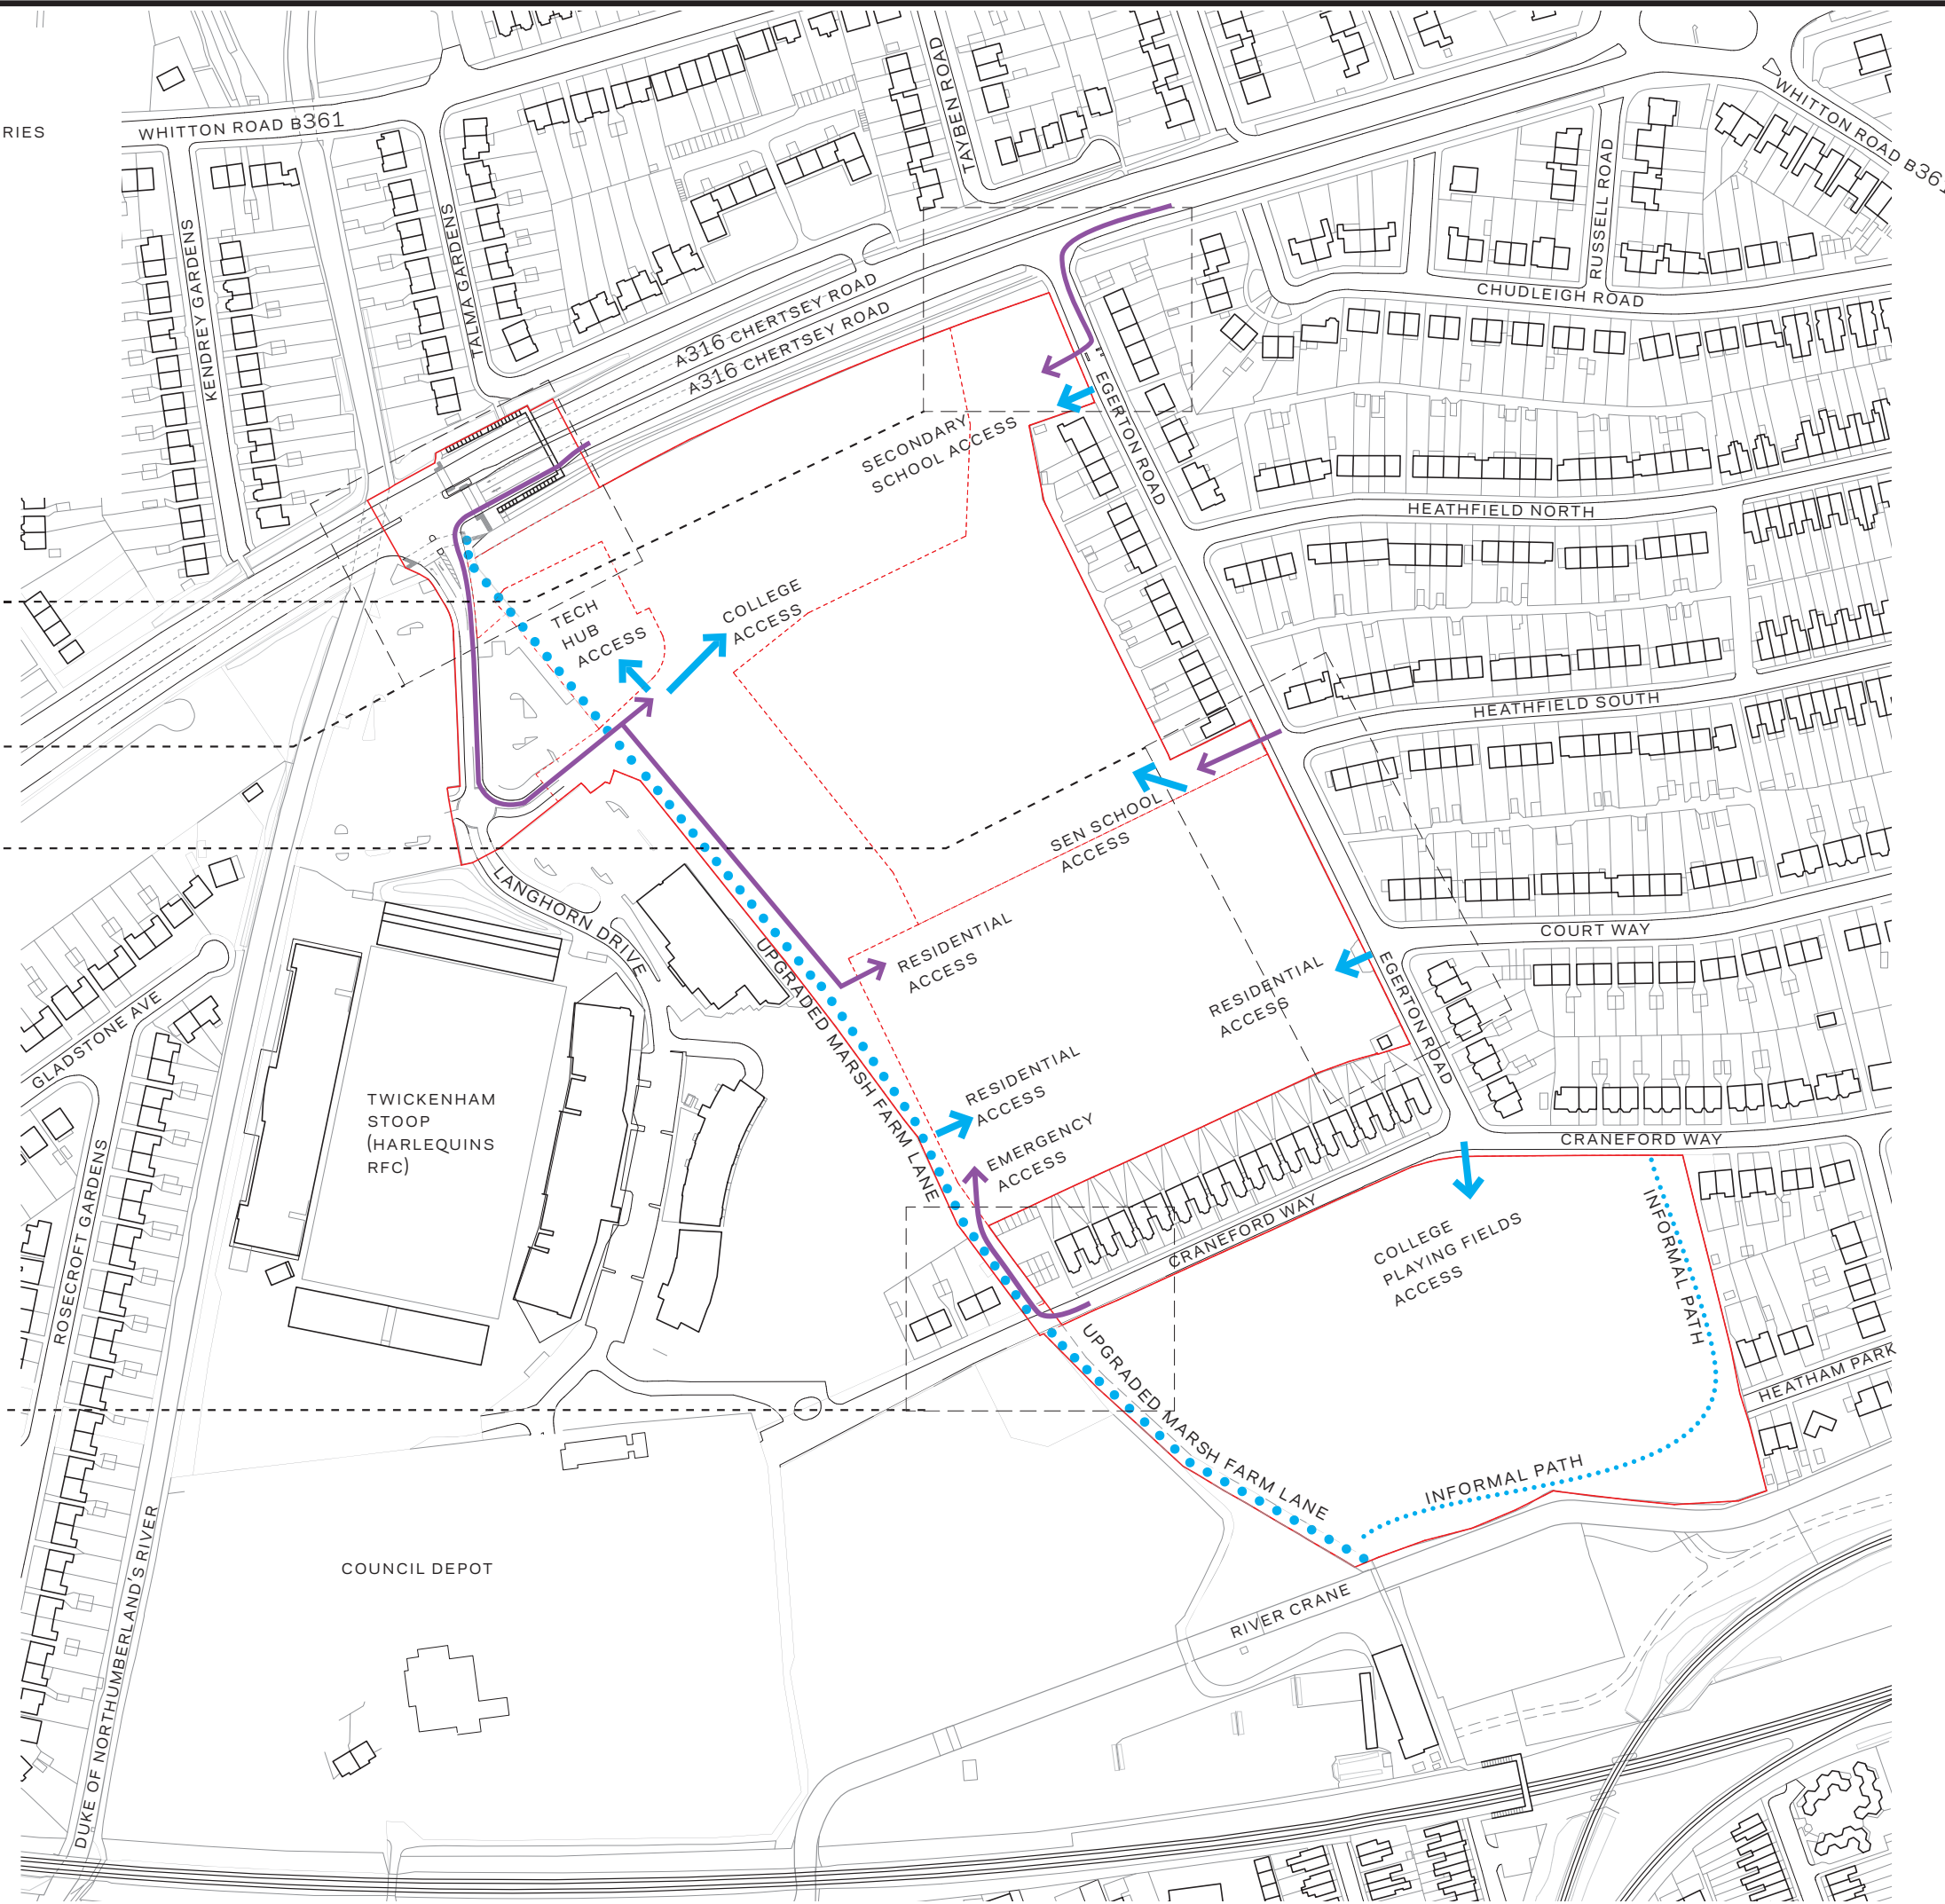 RIES
WHITTON ROAD B361
TAYBEN ROAD
WHITTON ROAD B361
RUSSELL ROAD
KENDREY GARDENS
TALMA GARDENS
CHUDLEIGH ROAD
A316 CHERTSEY ROAD
A316 CHERTSEY ROAD
EGERTON ROAD
SECONDARY
SCHOOL ACCESS
HEATHFIELD NORTH
TECH
HUB
ACCESS
COLLEGE
ACCESS
HEATHFIELD SOUTH
SEN SCHOOL
ACCESS
LANGHORN DRIVE
COURT WAY
RESIDENTIAL
ACCESS
RESIDENTIAL
ACCESS
EGERTON ROAD
GLADSTONE AVE
UPGRADED MARSH FARM LANE
TWICKENHAM
STOOP
(HARLEQUINS
RFC)
RESIDENTIAL
ACCESS
EMERGENCY
ACCESS
CRANEFORD WAY
ROSECROFT GARDENS
CRANEFORD WAY
COLLEGE
PLAYING FIELDS
ACCESS
INFORMAL PATH
HEATHAM PARK
UPGRADED MARSH FARM LANE
INFORMAL PATH
COUNCIL DEPOT
RIVER CRANE
DUKE OF NORTHUMBERLAND'S RIVER